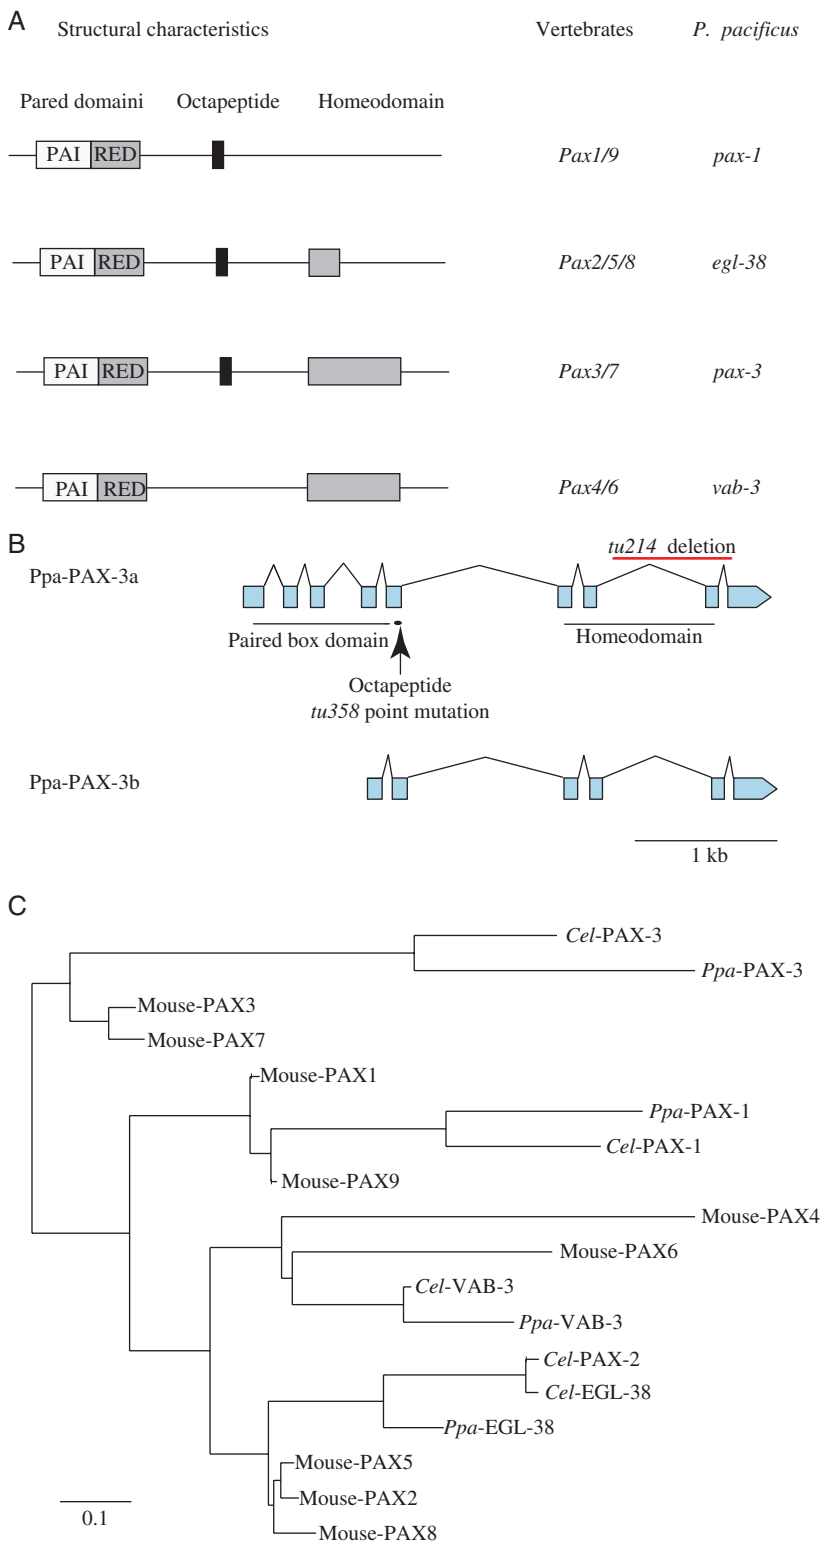 A
Structural characteristics Vertebrates P. pacificus
Pared domaini Octapeptide Homeodomain
PAI RED Pax1/9 pax-1
PAI RED Pax2/5/8 egl-38
PAI RED Pax3/7 pax-3
PAI RED Pax4/6 vab-3
B
tu214 deletion
Ppa-PAX-3a
Paired box domain Homeodomain
Octapeptide
tu358 point mutation
Ppa-PAX-3b
1 kb
C
Cel-PAX-3
Ppa-PAX-3
Mouse-PAX3
Mouse-PAX7
Mouse-PAX1
Ppa-PAX-1
Cel-PAX-1
Mouse-PAX9
Mouse-PAX4
Mouse-PAX6
Cel-VAB-3
Ppa-VAB-3
Cel-PAX-2
Cel-EGL-38
Ppa-EGL-38
Mouse-PAX5
Mouse-PAX2
Mouse-PAX8
0.1